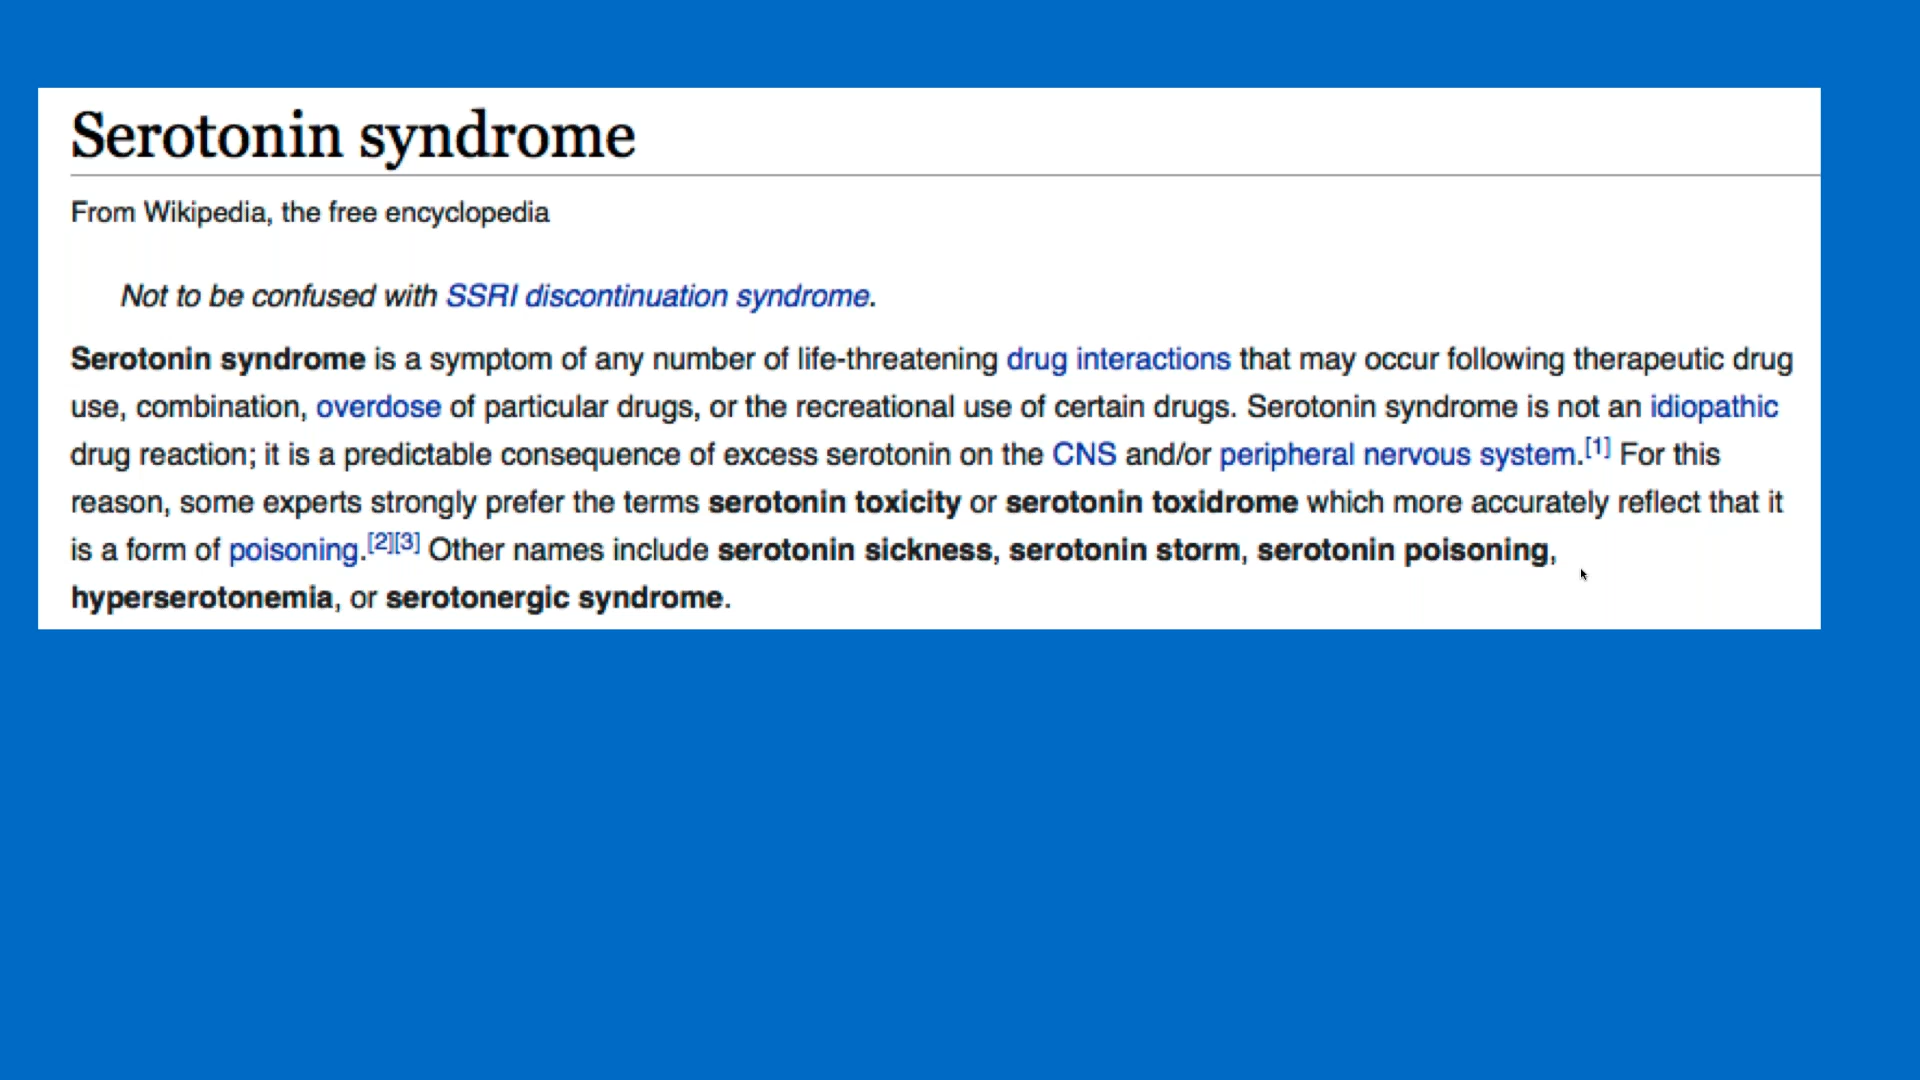 Serotonin syndrome
From Wikipedia, the free encyclopedia
Not to be confused with SSRI discontinuation syndrome.
Serotonin syndrome is a symptom of any number of life-threatening drug interactions that may occur following therapeutic drug
use, combination, overdose of particular drugs, or the recreational use of certain drugs. Serotonin syndrome is not an idiopathic
drug reaction; it is a predictable consequence of excess serotonin on the CNS and/or peripheral nervous system.[1] For this
reason, some experts strongly prefer the terms serotonin toxicity or serotonin toxidrome which more accurately reflect that it
is a form of poisoning.[2][3] Other names include serotonin sickness, serotonin storm, serotonin poisoning,
hyperserotonemia, or serotonergic syndrome.